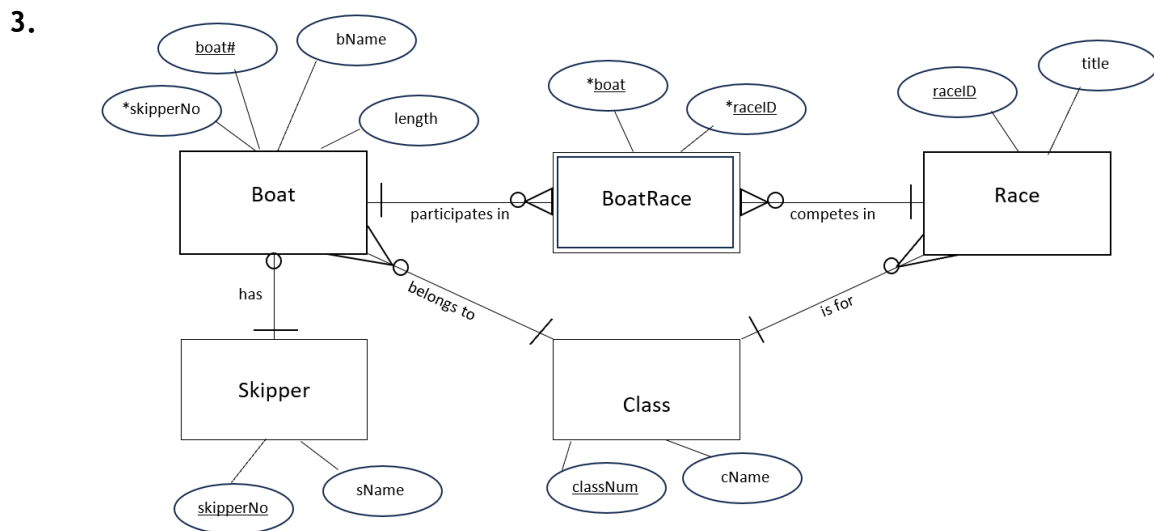 3.
boat#
bName
*skipperNo
length
*boat
*raceID
raceID
title
Boat
BoatRace
Race
participates in
competes in
has
belongs to
is for
Skipper
Class
skipperNo
sName
classNum
cName